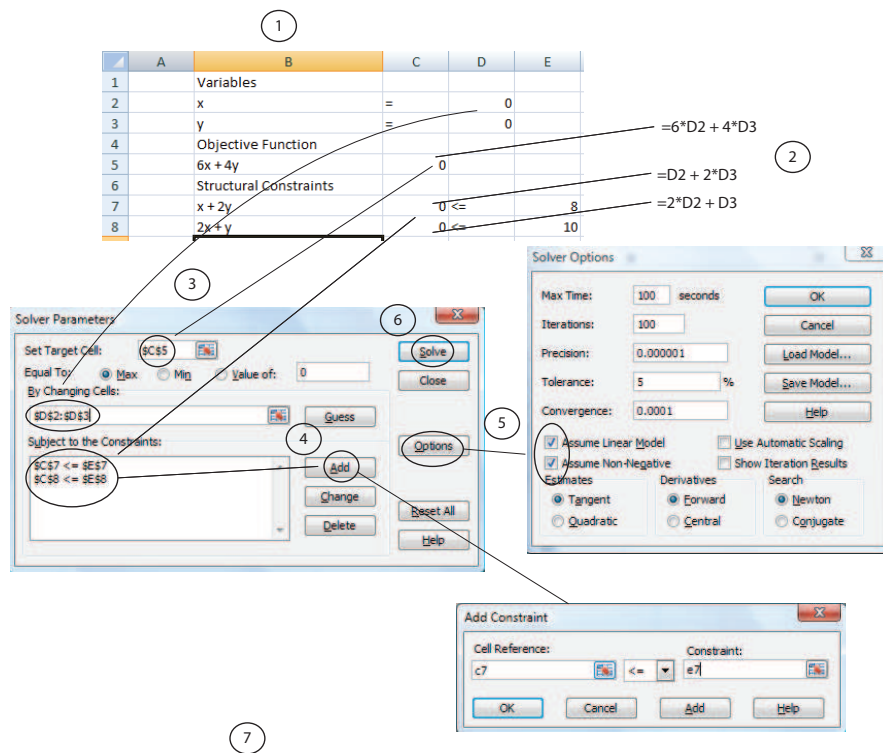 1
A B C D E
1 Variables
2 x = 0
3 y = 0
4 Objective Function
5 6x + 4y 0
6 Structural Constraints
7 x + 2y 0 <= 8
8 2x + y 0 <= 10
=6*D2 + 4*D3
2
=D2 + 2*D3
=2*D2 + D3
3
Solver Parameters
Set Target Cell: $C$5
Equal To: Max Min Value of: 0
By Changing Cells:
$D$2:$D$3
Guess
Subject to the Constraints:
$C$7 <= $E$7
$C$8 <= $E$8
4
Add
Change
Delete
6
Solve
Close
Options
Reset All
Help
5
Solver Options
Max Time: 100 seconds
Iterations: 100
Precision: 0.000001
Tolerance: 5 %
Convergence: 0.0001
OK
Cancel
Load Model...
Save Model...
Help
Assume Linear Model Use Automatic Scaling
Assume Non-Negative Show Iteration Results
Estimates Derivatives Search
Tangent Forward Newton
Quadratic Central Conjugate
Add Constraint
Cell Reference: Constraint:
c7 <= e7
OK Cancel Add Help
7